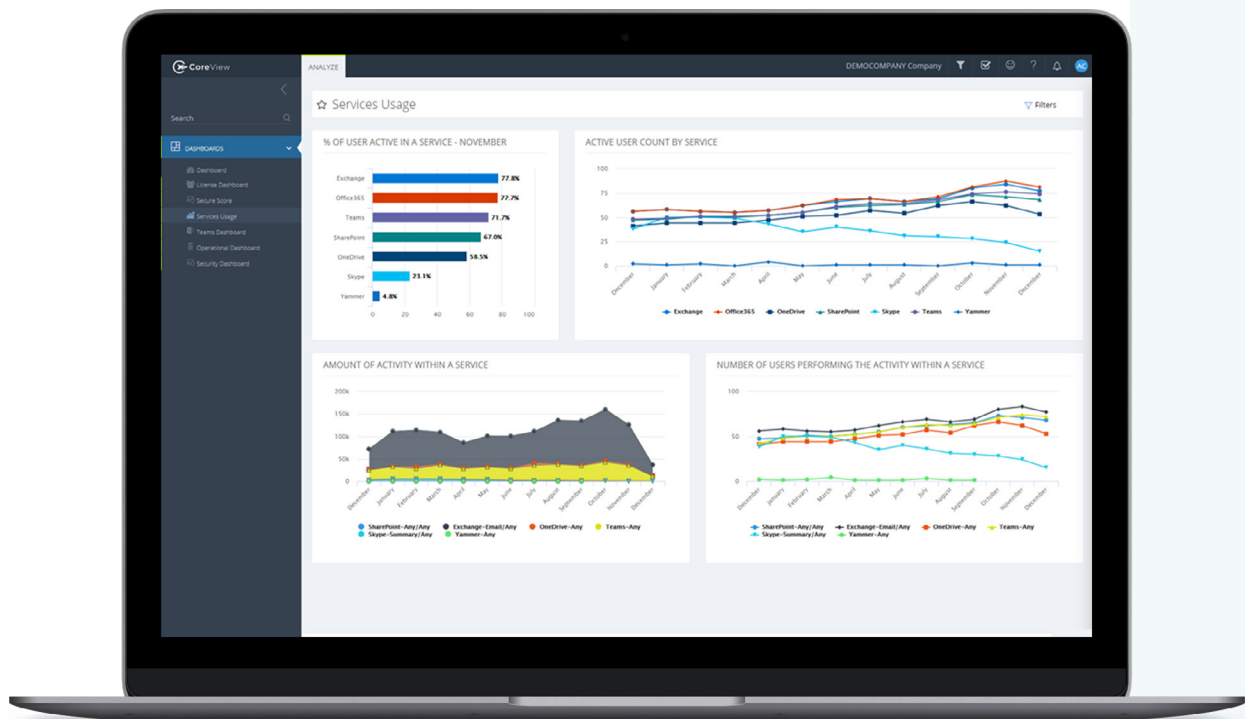 CoreView
ANALYZE
DEMOCOMPANY Company
?
AC
Search
DASHBOARDS
Dashboard
License Dashboard
Secure Score
Services Usage
Teams Dashboard
Operational Dashboard
Security Dashboard
Services Usage
Filters
% OF USER ACTIVE IN A SERVICE - NOVEMBER
Exchange 77.8%
Office365 77.7%
Teams 71.7%
SharePoint 67.0%
OneDrive 58.5%
Skype 23.1%
Yammer 4.8%
0 20 40 60 80 100
ACTIVE USER COUNT BY SERVICE
100
75
50
25
0
December January February March April May June July August September October November December
Exchange Office365 OneDrive SharePoint Skype Teams Yammer
AMOUNT OF ACTIVITY WITHIN A SERVICE
200k
150k
100k
50k
0
December January February March April May June July August September October November December
SharePoint-Any/Any Exchange-Email/Any OneDrive-Any Teams-Any
Skype-Summary/Any Yammer-Any
NUMBER OF USERS PERFORMING THE ACTIVITY WITHIN A SERVICE
100
50
0
December January February March April May June July August September October November December
SharePoint-Any/Any Exchange-Email/Any OneDrive-Any Teams-Any
Skype-Summary/Any Yammer-Any